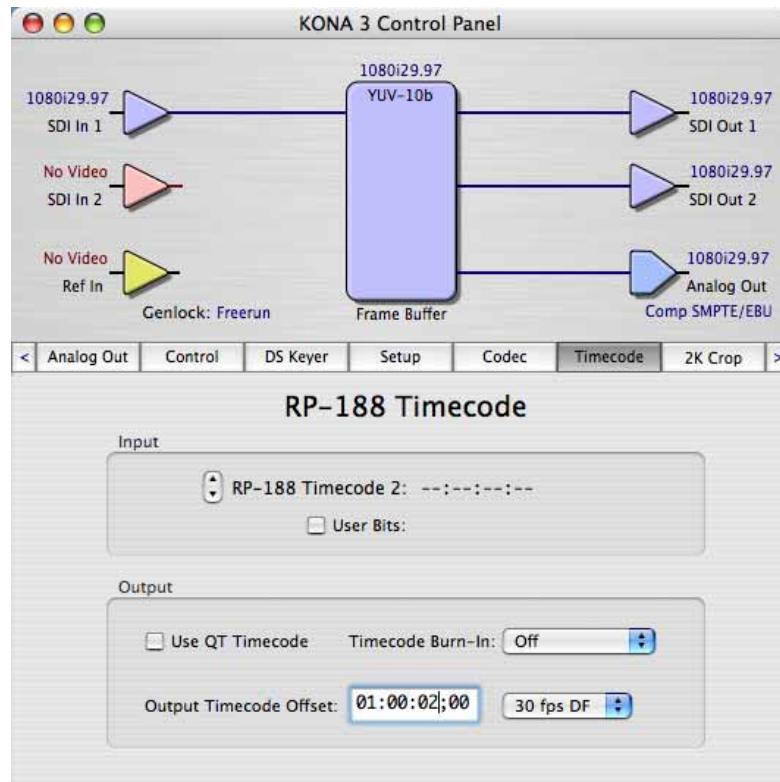 KONA 3 Control Panel
1080i29.97
YUV-10b
1080i29.97
SDI In 1
1080i29.97
SDI Out 1
No Video
SDI In 2
1080i29.97
SDI Out 2
No Video
Ref In
1080i29.97
Analog Out
Genlock: Freerun
Frame Buffer
Comp SMPTE/EBU
< Analog Out Control DS Keyer Setup Codec Timecode 2K Crop >
RP-188 Timecode
Input
RP-188 Timecode 2: --:--:--:--
User Bits:
Output
Use QT Timecode Timecode Burn-In: Off
Output Timecode Offset: 01:00:02;00 30 fps DF